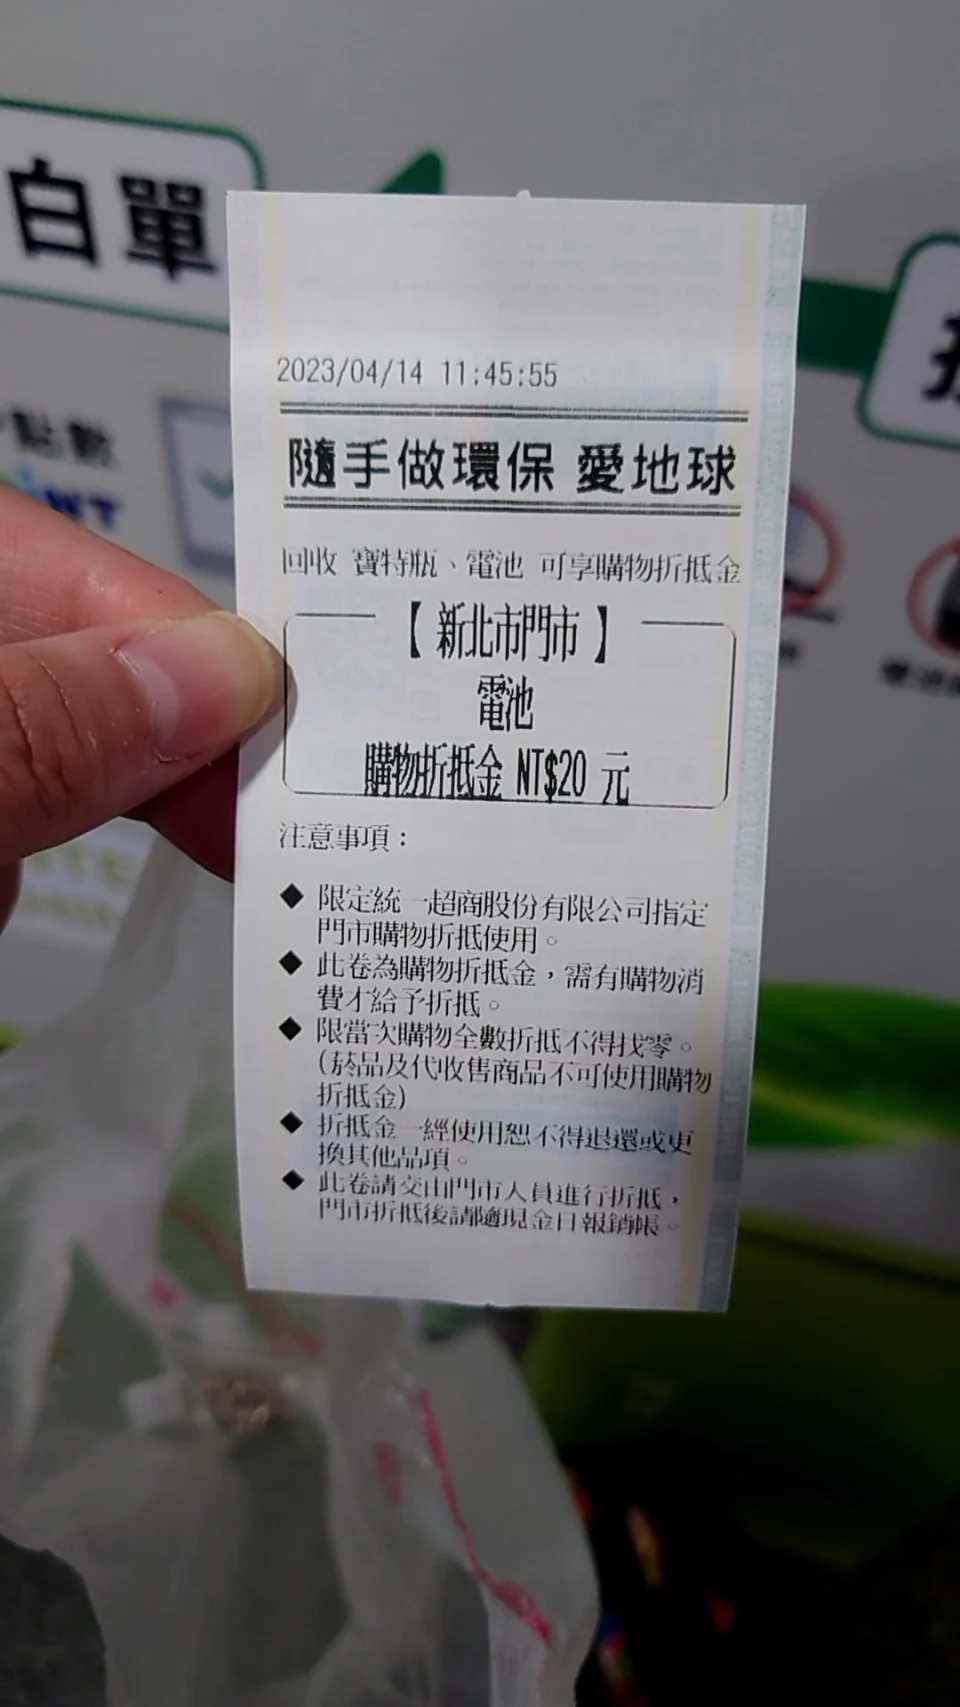 白單
點數
2023/04/14 11:45:55
隨手做環保 愛地球
回收 寶特瓶、電池 可享購物折抵金
【 新北市門市 】
電池
購物折抵金 NT$20 元
注意事項：
◆ 限定統一超商股份有限公司指定
門市購物折抵使用。
◆ 此卷為購物折抵金，需有購物消
費才給予折抵。
◆ 限當次購物全數折抵不得找零。
(菸品及代收售商品不可使用購物
折抵金)
◆ 折抵金一經使用恕不得退還或更
換其他品項。
◆ 此卷請交由門市人員進行折抵，
門市折抵後請隨現金日報銷帳。